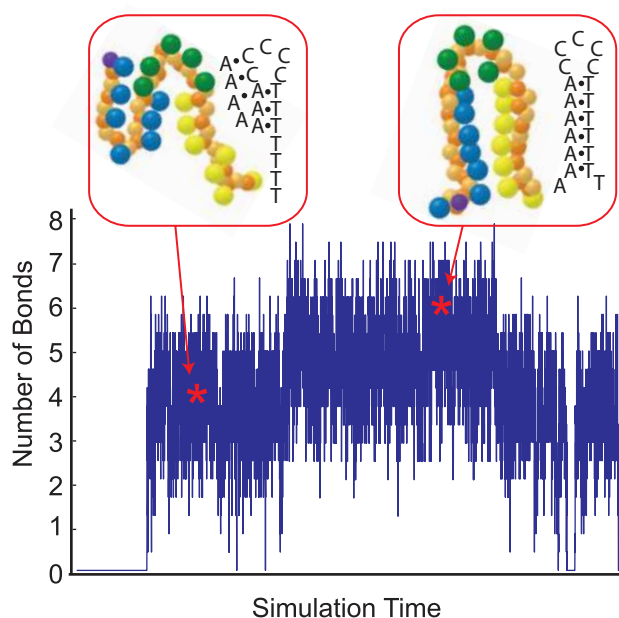 C
A•C C
A•C C
A•T
A•A•T
A A•T
T
T
T
T
C
C C
C C
A•T
A•T
A•T
A•T
A•T
A•T
A T
8
7
6
5
4
3
2
1
0
*
*
Number of Bonds
Simulation Time